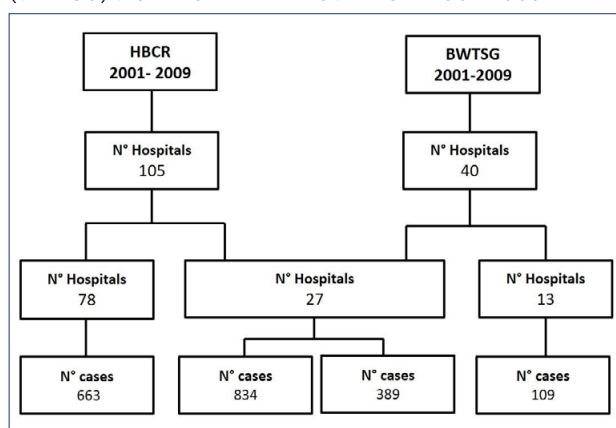 HBCR
2001- 2009
BWTSG
2001-2009
N° Hospitals
105
N° Hospitals
40
N° Hospitals
78
N° Hospitals
27
N° Hospitals
13
N° cases
663
N° cases
834
N° cases
389
N° cases
109